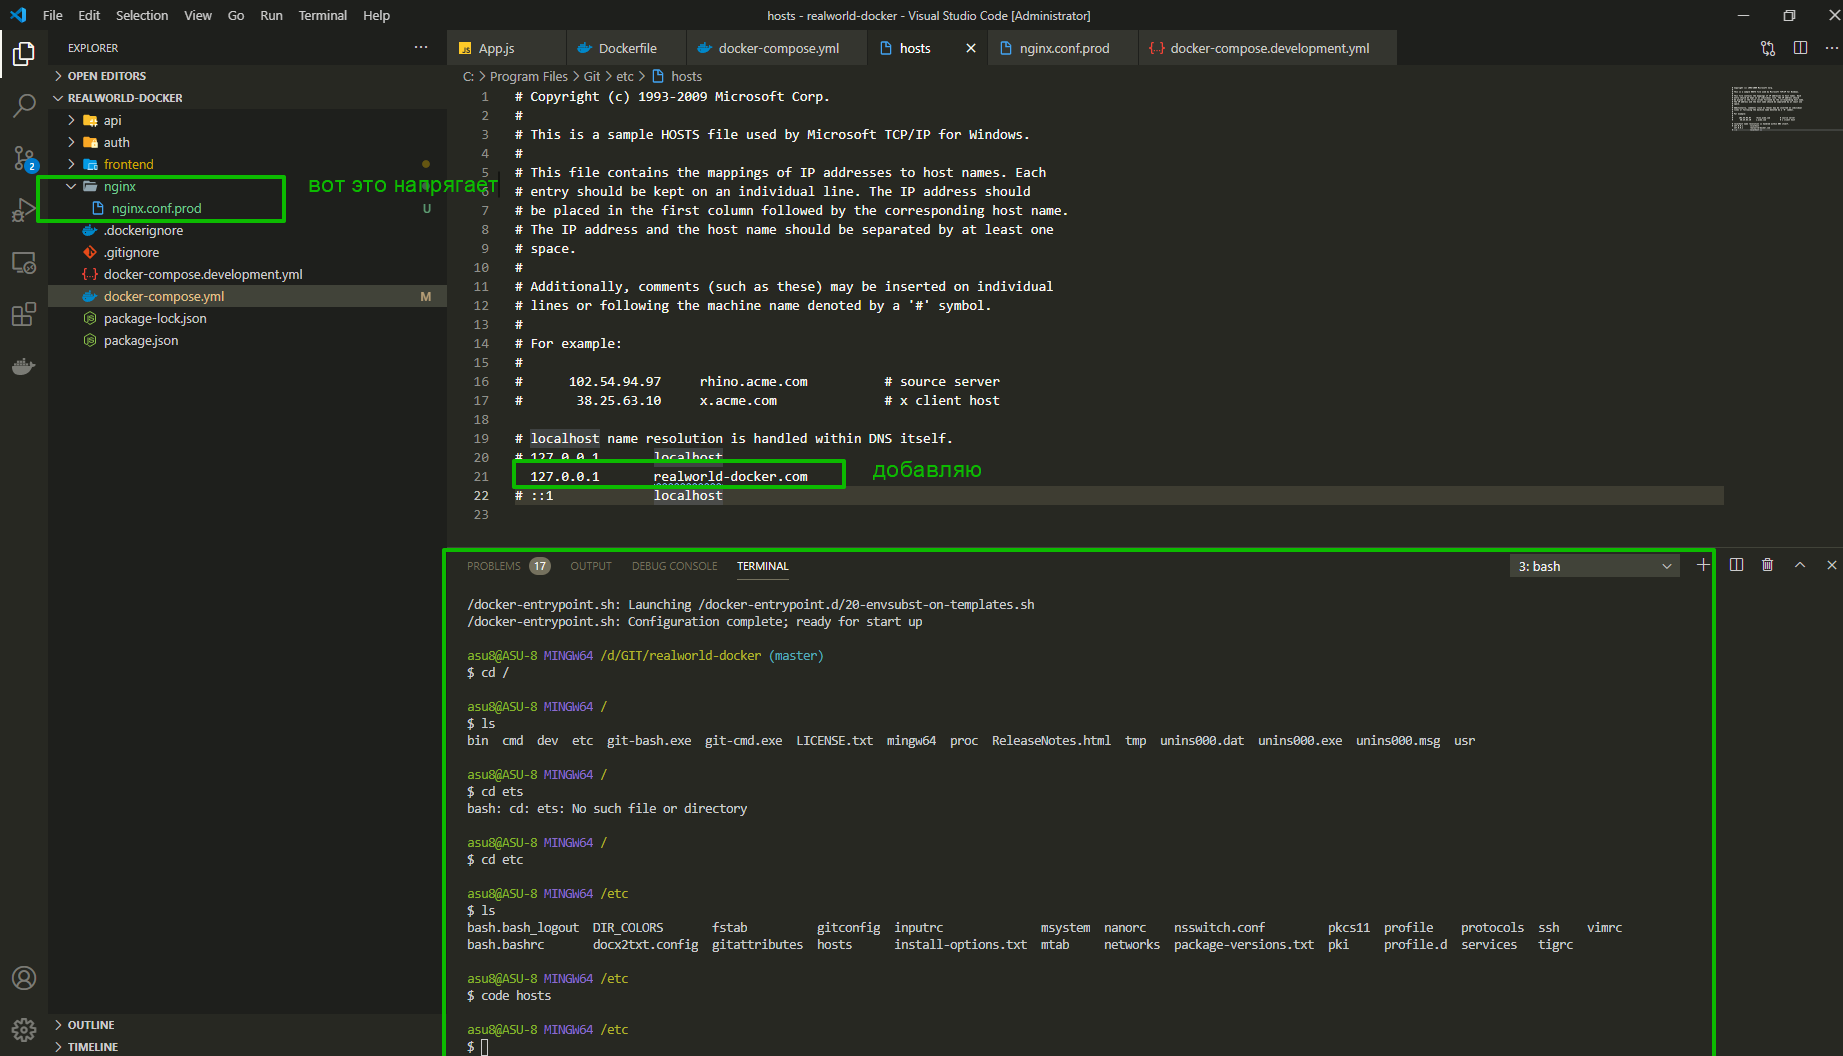 File Edit Selection View Go Run Terminal Help
hosts - realworld-docker - Visual Studio Code [Administrator]
EXPLORER
OPEN EDITORS
REALWORLD-DOCKER
api
auth
frontend
nginx
nginx.conf.prod U
.dockerignore
.gitignore
docker-compose.development.yml
docker-compose.yml M
package-lock.json
package.json
OUTLINE
TIMELINE
2
вот это напрягает
App.js Dockerfile docker-compose.yml hosts nginx.conf.prod docker-compose.development.yml
C: > Program Files > Git > etc > hosts
1 # Copyright (c) 1993-2009 Microsoft Corp.
2 #
3 # This is a sample HOSTS file used by Microsoft TCP/IP for Windows.
4 #
5 # This file contains the mappings of IP addresses to host names. Each
6 # entry should be kept on an individual line. The IP address should
7 # be placed in the first column followed by the corresponding host name.
8 # The IP address and the host name should be separated by at least one
9 # space.
10 #
11 # Additionally, comments (such as these) may be inserted on individual
12 # lines or following the machine name denoted by a '#' symbol.
13 #
14 # For example:
15 #
16 # 102.54.94.97 rhino.acme.com # source server
17 # 38.25.63.10 x.acme.com # x client host
18
19 # localhost name resolution is handled within DNS itself.
20 # 127.0.0.1 localhost
21 127.0.0.1 realworld-docker.com
добавляю
22 # ::1 localhost
23
PROBLEMS 17 OUTPUT DEBUG CONSOLE TERMINAL 3: bash
/docker-entrypoint.sh: Launching /docker-entrypoint.d/20-envsubst-on-templates.sh
/docker-entrypoint.sh: Configuration complete; ready for start up
asu8@ASU-8 MINGW64 /d/GIT/realworld-docker (master)
$ cd /
asu8@ASU-8 MINGW64 /
$ ls
bin cmd dev etc git-bash.exe git-cmd.exe LICENSE.txt mingw64 proc ReleaseNotes.html tmp unins000.dat unins000.exe unins000.msg usr
asu8@ASU-8 MINGW64 /
$ cd ets
bash: cd: ets: No such file or directory
asu8@ASU-8 MINGW64 /
$ cd etc
asu8@ASU-8 MINGW64 /etc
$ ls
bash.bash_logout DIR_COLORS fstab gitconfig inputrc msystem nanorc nsswitch.conf pkcs11 profile protocols ssh vimrc
bash.bashrc docx2txt.config gitattributes hosts install-options.txt mtab networks package-versions.txt pki profile.d services tigrc
asu8@ASU-8 MINGW64 /etc
$ code hosts
asu8@ASU-8 MINGW64 /etc
$